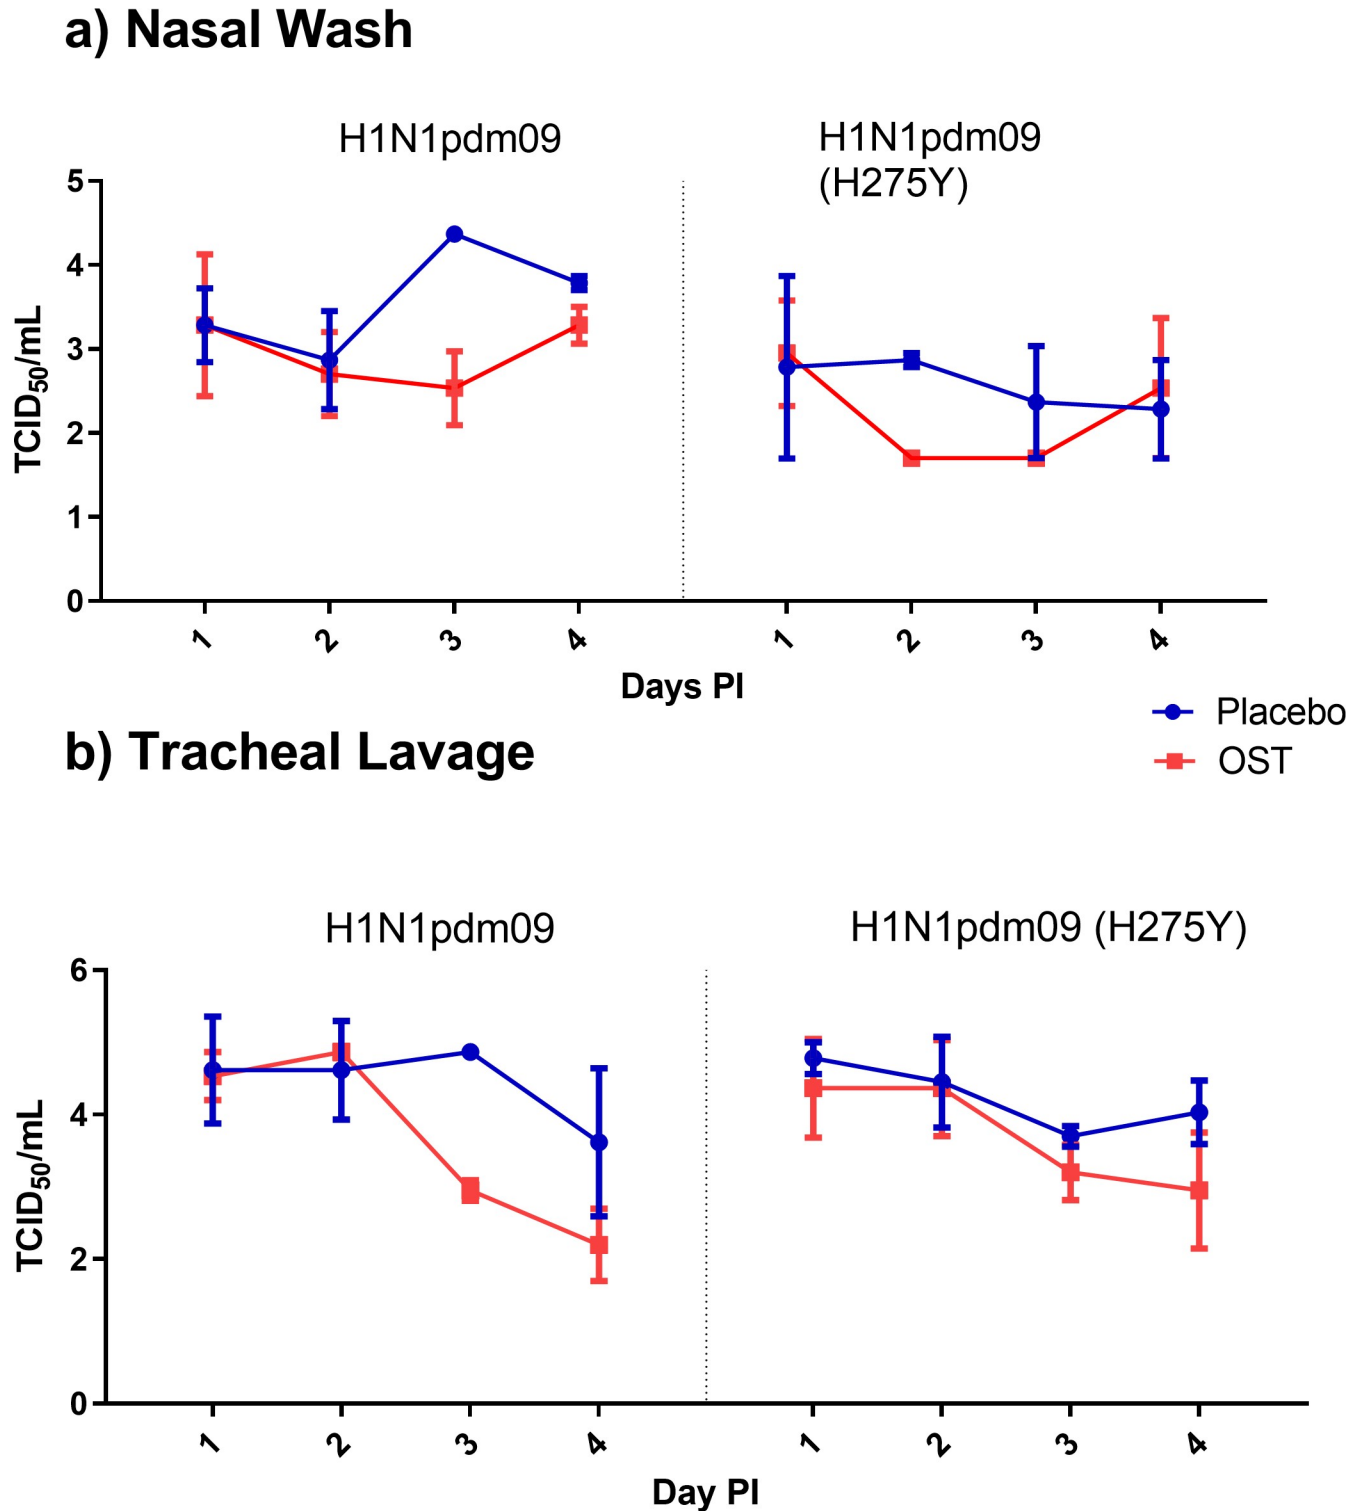 a) Nasal Wash
H1N1pdm09
H1N1pdm09
(H275Y)
TCID50/mL
5
4
3
2
1
0
1 2 3 4 1 2 3 4
Days PI
Placebo
OST
b) Tracheal Lavage
H1N1pdm09
H1N1pdm09 (H275Y)
TCID50/mL
6
4
2
0
1 2 3 4 1 2 3 4
Day PI